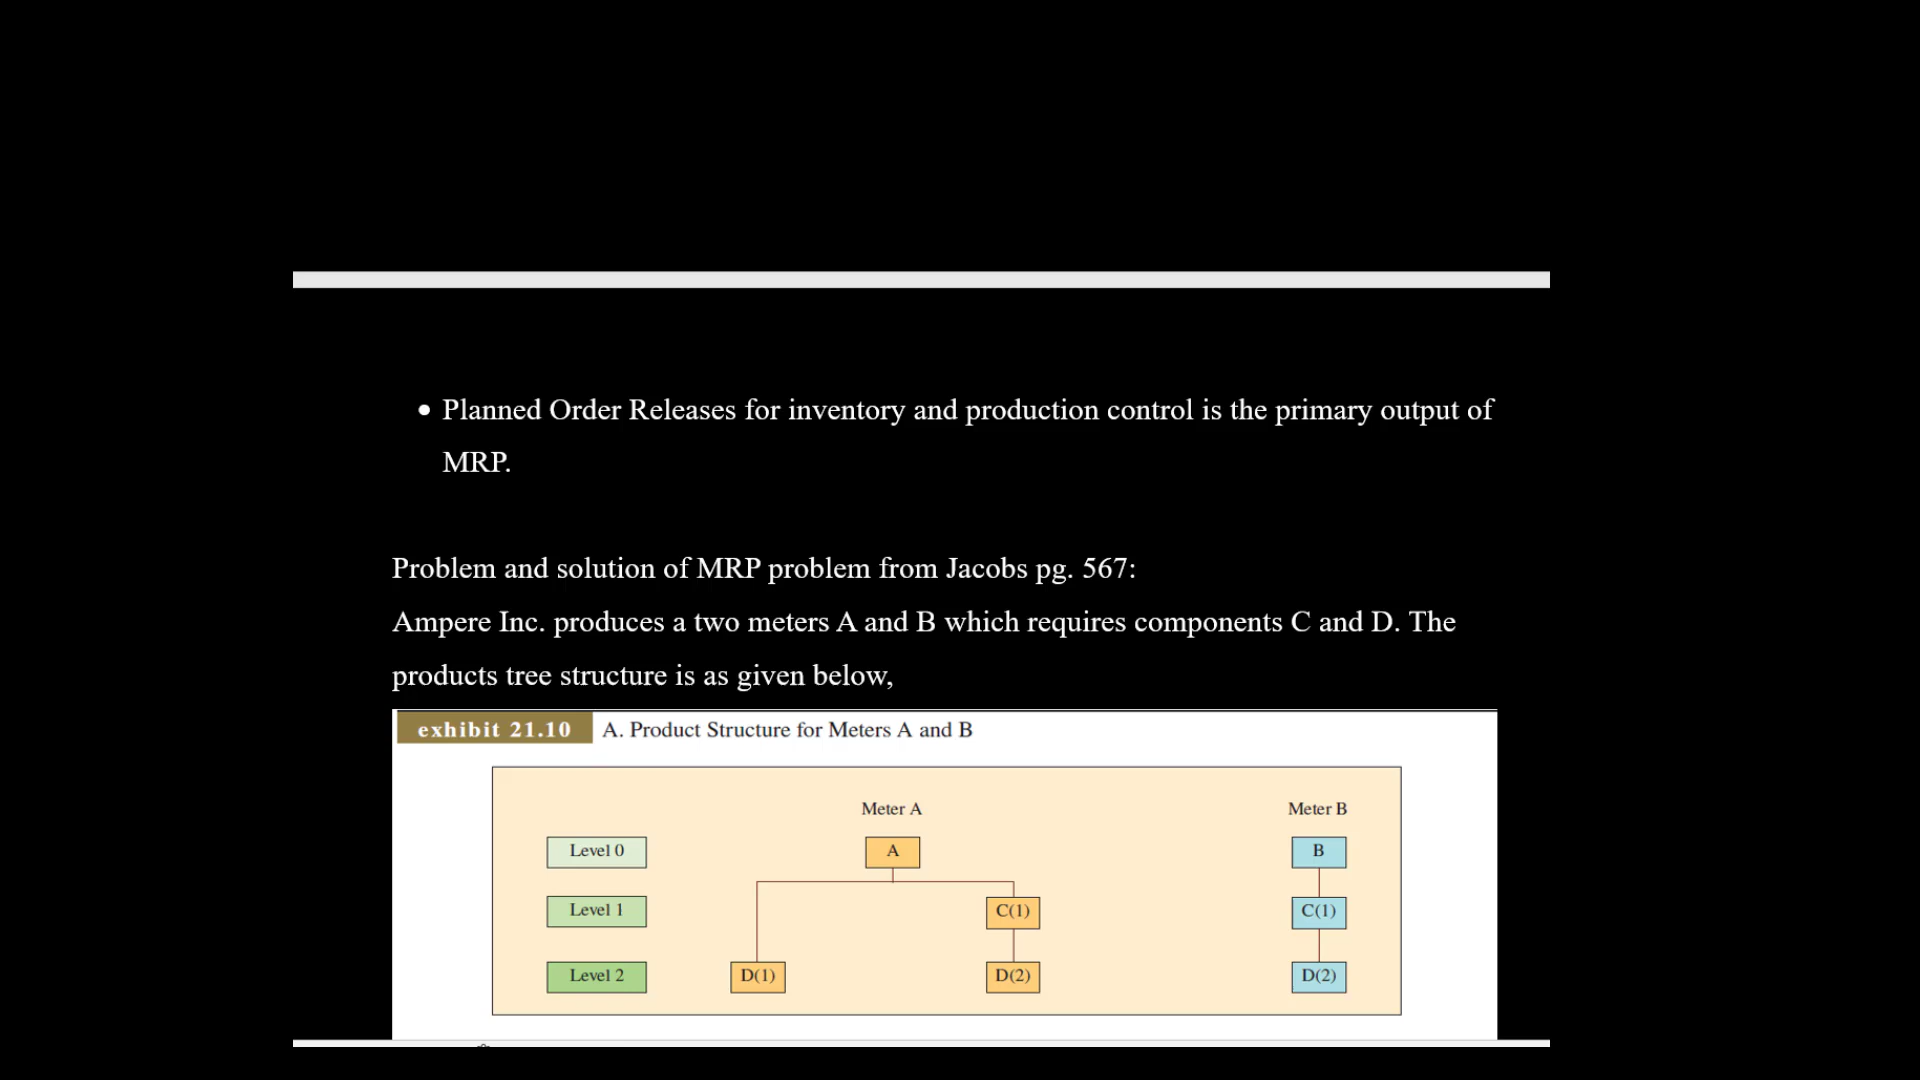 • Planned Order Releases for inventory and production control is the primary output of
MRP.
Problem and solution of MRP problem from Jacobs pg. 567:
Ampere Inc. produces a two meters A and B which requires components C and D. The
products tree structure is as given below,
exhibit 21.10 A. Product Structure for Meters A and B
Meter A Meter B
Level 0 A B
Level 1 C(1) C(1)
Level 2 D(1) D(2) D(2)